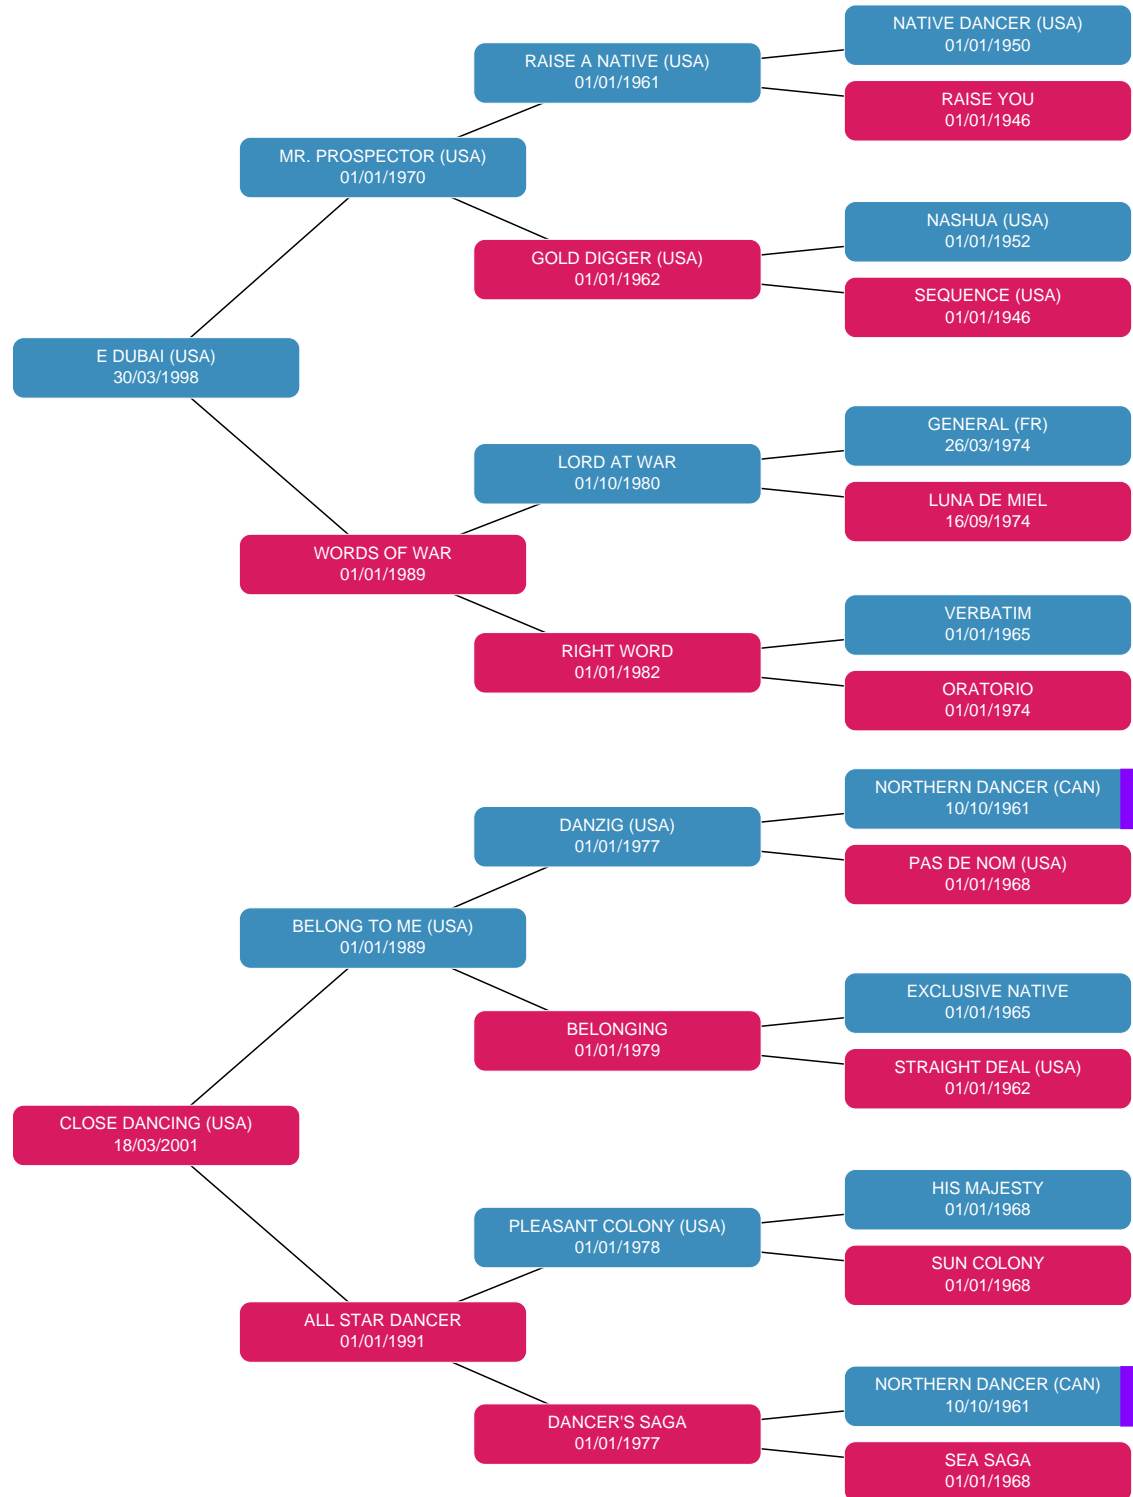 NATIVE DANCER (USA)
01/01/1950
RAISE A NATIVE (USA)
01/01/1961
RAISE YOU
01/01/1946
MR. PROSPECTOR (USA)
01/01/1970
NASHUA (USA)
01/01/1952
GOLD DIGGER (USA)
01/01/1962
SEQUENCE (USA)
01/01/1946
E DUBAI (USA)
30/03/1998
GENERAL (FR)
26/03/1974
LORD AT WAR
01/10/1980
LUNA DE MIEL
16/09/1974
WORDS OF WAR
01/01/1989
VERBATIM
01/01/1965
RIGHT WORD
01/01/1982
ORATORIO
01/01/1974
NORTHERN DANCER (CAN)
10/10/1961
DANZIG (USA)
01/01/1977
PAS DE NOM (USA)
01/01/1968
BELONG TO ME (USA)
01/01/1989
EXCLUSIVE NATIVE
01/01/1965
BELONGING
01/01/1979
STRAIGHT DEAL (USA)
01/01/1962
CLOSE DANCING (USA)
18/03/2001
HIS MAJESTY
01/01/1968
PLEASANT COLONY (USA)
01/01/1978
SUN COLONY
01/01/1968
ALL STAR DANCER
01/01/1991
NORTHERN DANCER (CAN)
10/10/1961
DANCER'S SAGA
01/01/1977
SEA SAGA
01/01/1968